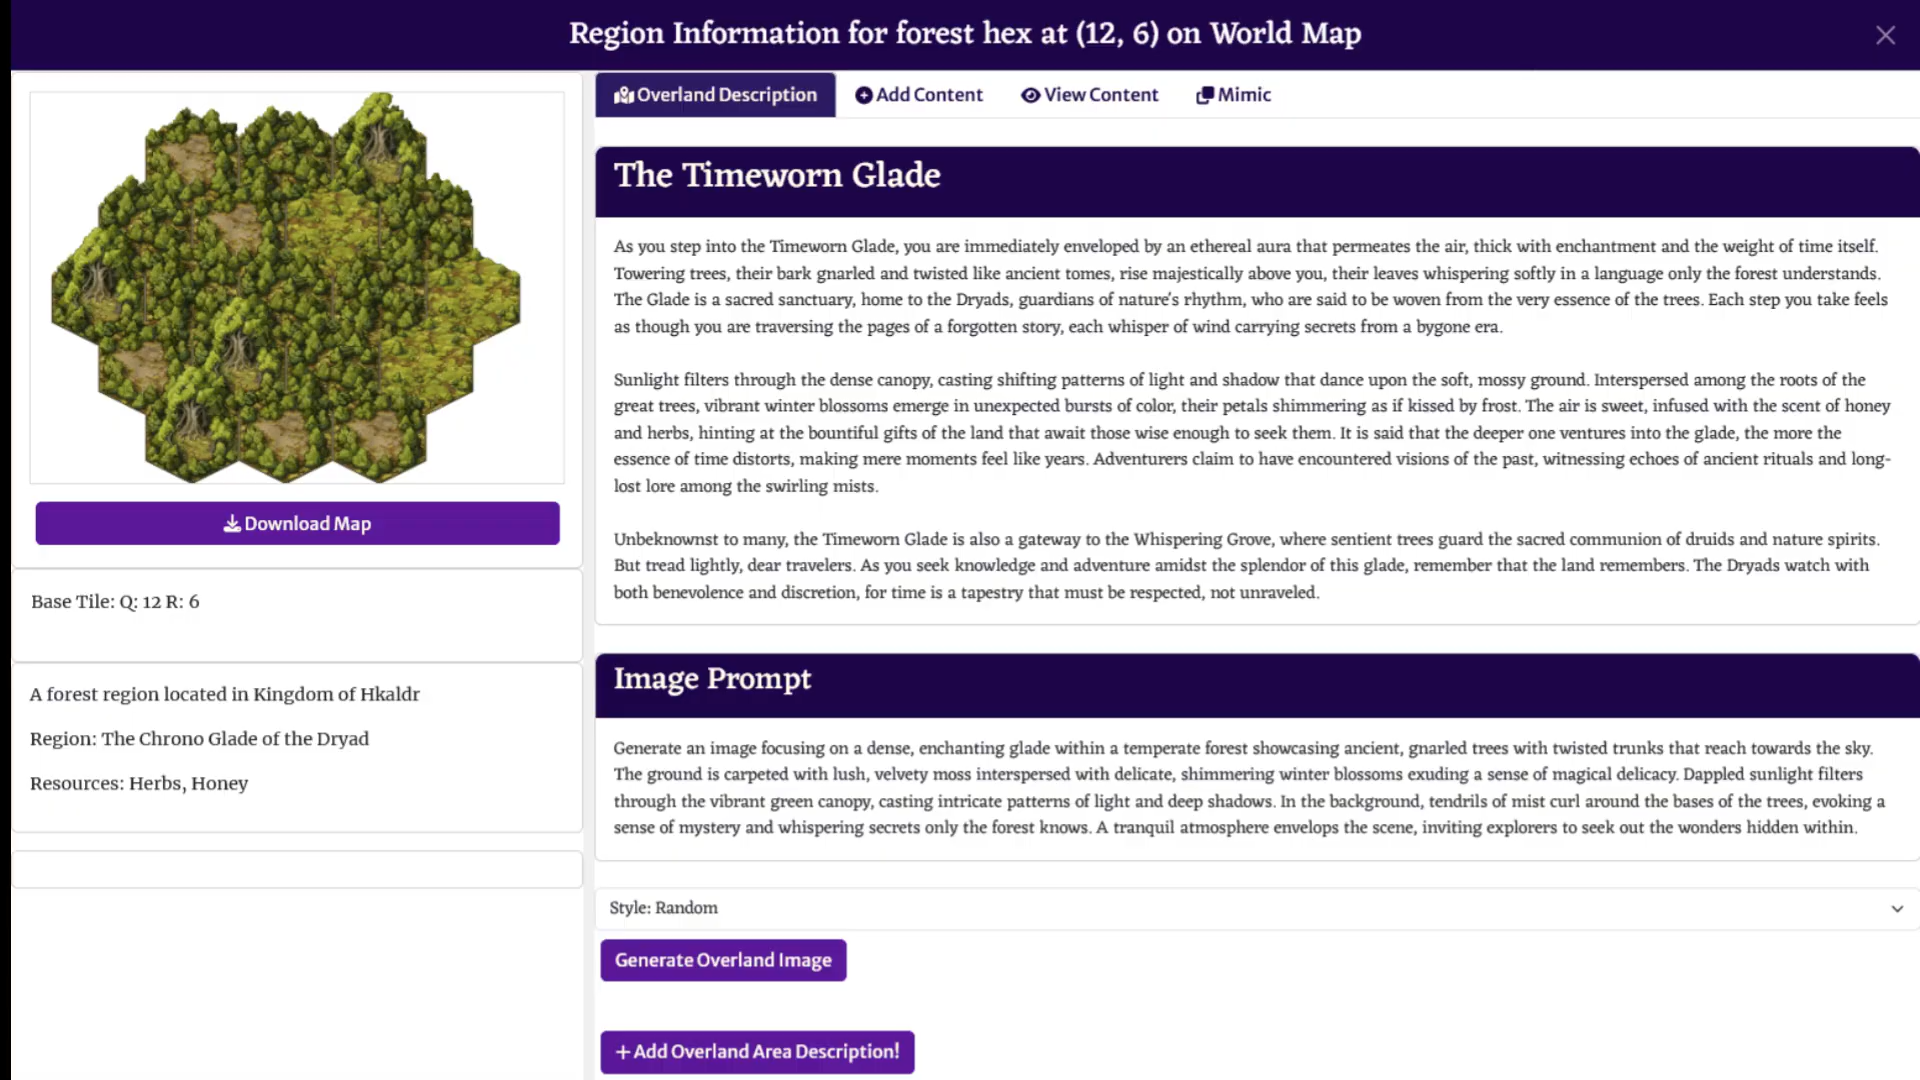 Region Information for forest hex at (12, 6) on World Map
Overland Description
Add Content
View Content
Mimic
Download Map
Base Tile: Q: 12 R: 6
A forest region located in Kingdom of Hkaldr
Region: The Chrono Glade of the Dryad
Resources: Herbs, Honey
The Timeworn Glade
As you step into the Timeworn Glade, you are immediately enveloped by an ethereal aura that permeates the air, thick with enchantment and the weight of time itself.
Towering trees, their bark gnarled and twisted like ancient tomes, rise majestically above you, their leaves whispering softly in a language only the forest understands.
The Glade is a sacred sanctuary, home to the Dryads, guardians of nature's rhythm, who are said to be woven from the very essence of the trees. Each step you take feels
as though you are traversing the pages of a forgotten story, each whisper of wind carrying secrets from a bygone era.
Sunlight filters through the dense canopy, casting shifting patterns of light and shadow that dance upon the soft, mossy ground. Interspersed among the roots of the
great trees, vibrant winter blossoms emerge in unexpected bursts of color, their petals shimmering as if kissed by frost. The air is sweet, infused with the scent of honey
and herbs, hinting at the bountiful gifts of the land that await those wise enough to seek them. It is said that the deeper one ventures into the glade, the more the
essence of time distorts, making mere moments feel like years. Adventurers claim to have encountered visions of the past, witnessing echoes of ancient rituals and long-
lost lore among the swirling mists.
Unbeknownst to many, the Timeworn Glade is also a gateway to the Whispering Grove, where sentient trees guard the sacred communion of druids and nature spirits.
But tread lightly, dear travelers. As you seek knowledge and adventure amidst the splendor of this glade, remember that the land remembers. The Dryads watch with
both benevolence and discretion, for time is a tapestry that must be respected, not unraveled.
Image Prompt
Generate an image focusing on a dense, enchanting glade within a temperate forest showcasing ancient, gnarled trees with twisted trunks that reach towards the sky.
The ground is carpeted with lush, velvety moss interspersed with delicate, shimmering winter blossoms exuding a sense of magical delicacy. Dappled sunlight filters
through the vibrant green canopy, casting intricate patterns of light and deep shadows. In the background, tendrils of mist curl around the bases of the trees, evoking a
sense of mystery and whispering secrets only the forest knows. A tranquil atmosphere envelops the scene, inviting explorers to seek out the wonders hidden within.
Style: Random
Generate Overland Image
+ Add Overland Area Description!